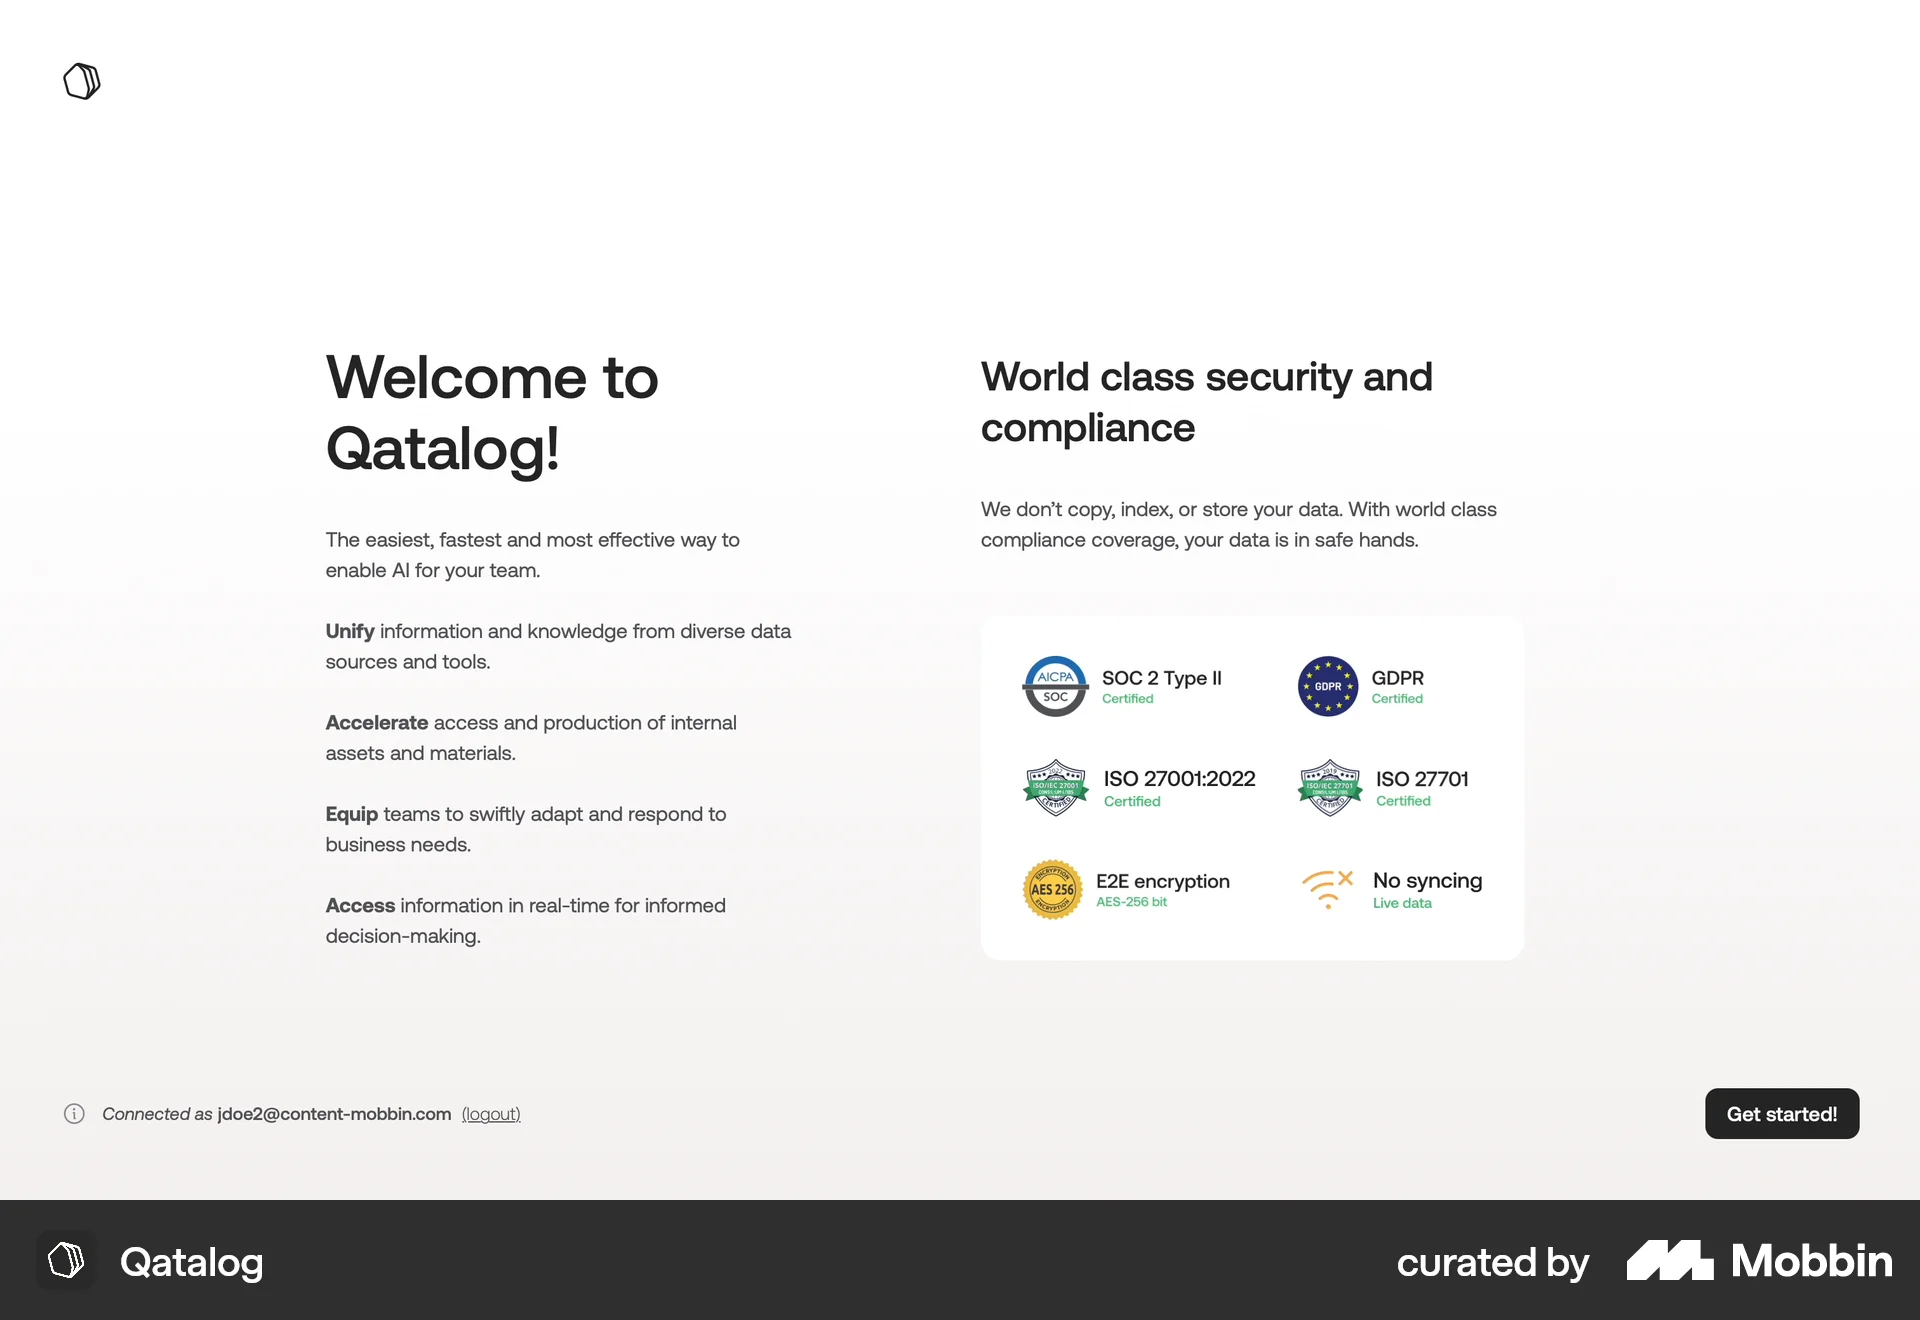 Welcome to
Qatalog!
The easiest, fastest and most effective way to
enable AI for your team.
Unify information and knowledge from diverse data
sources and tools.
Accelerate access and production of internal
assets and materials.
Equip teams to swiftly adapt and respond to
business needs.
Access information in real-time for informed
decision-making.
World class security and
compliance
We don’t copy, index, or store your data. With world class
compliance coverage, your data is in safe hands.
AICPA
SOC
SOC 2 Type II
Certified
GDPR
GDPR
Certified
2022
ISO/IEC 27001
CERTIFIED
ISO 27001:2022
Certified
2019
ISO/IEC 27701
CERTIFIED
ISO 27701
Certified
ENCRYPTION
AES 256
ENCRYPTION
E2E encryption
AES-256 bit
No syncing
Live data
Connected as jdoe2@content-mobbin.com (logout)
Get started!
Qatalog
curated by Mobbin